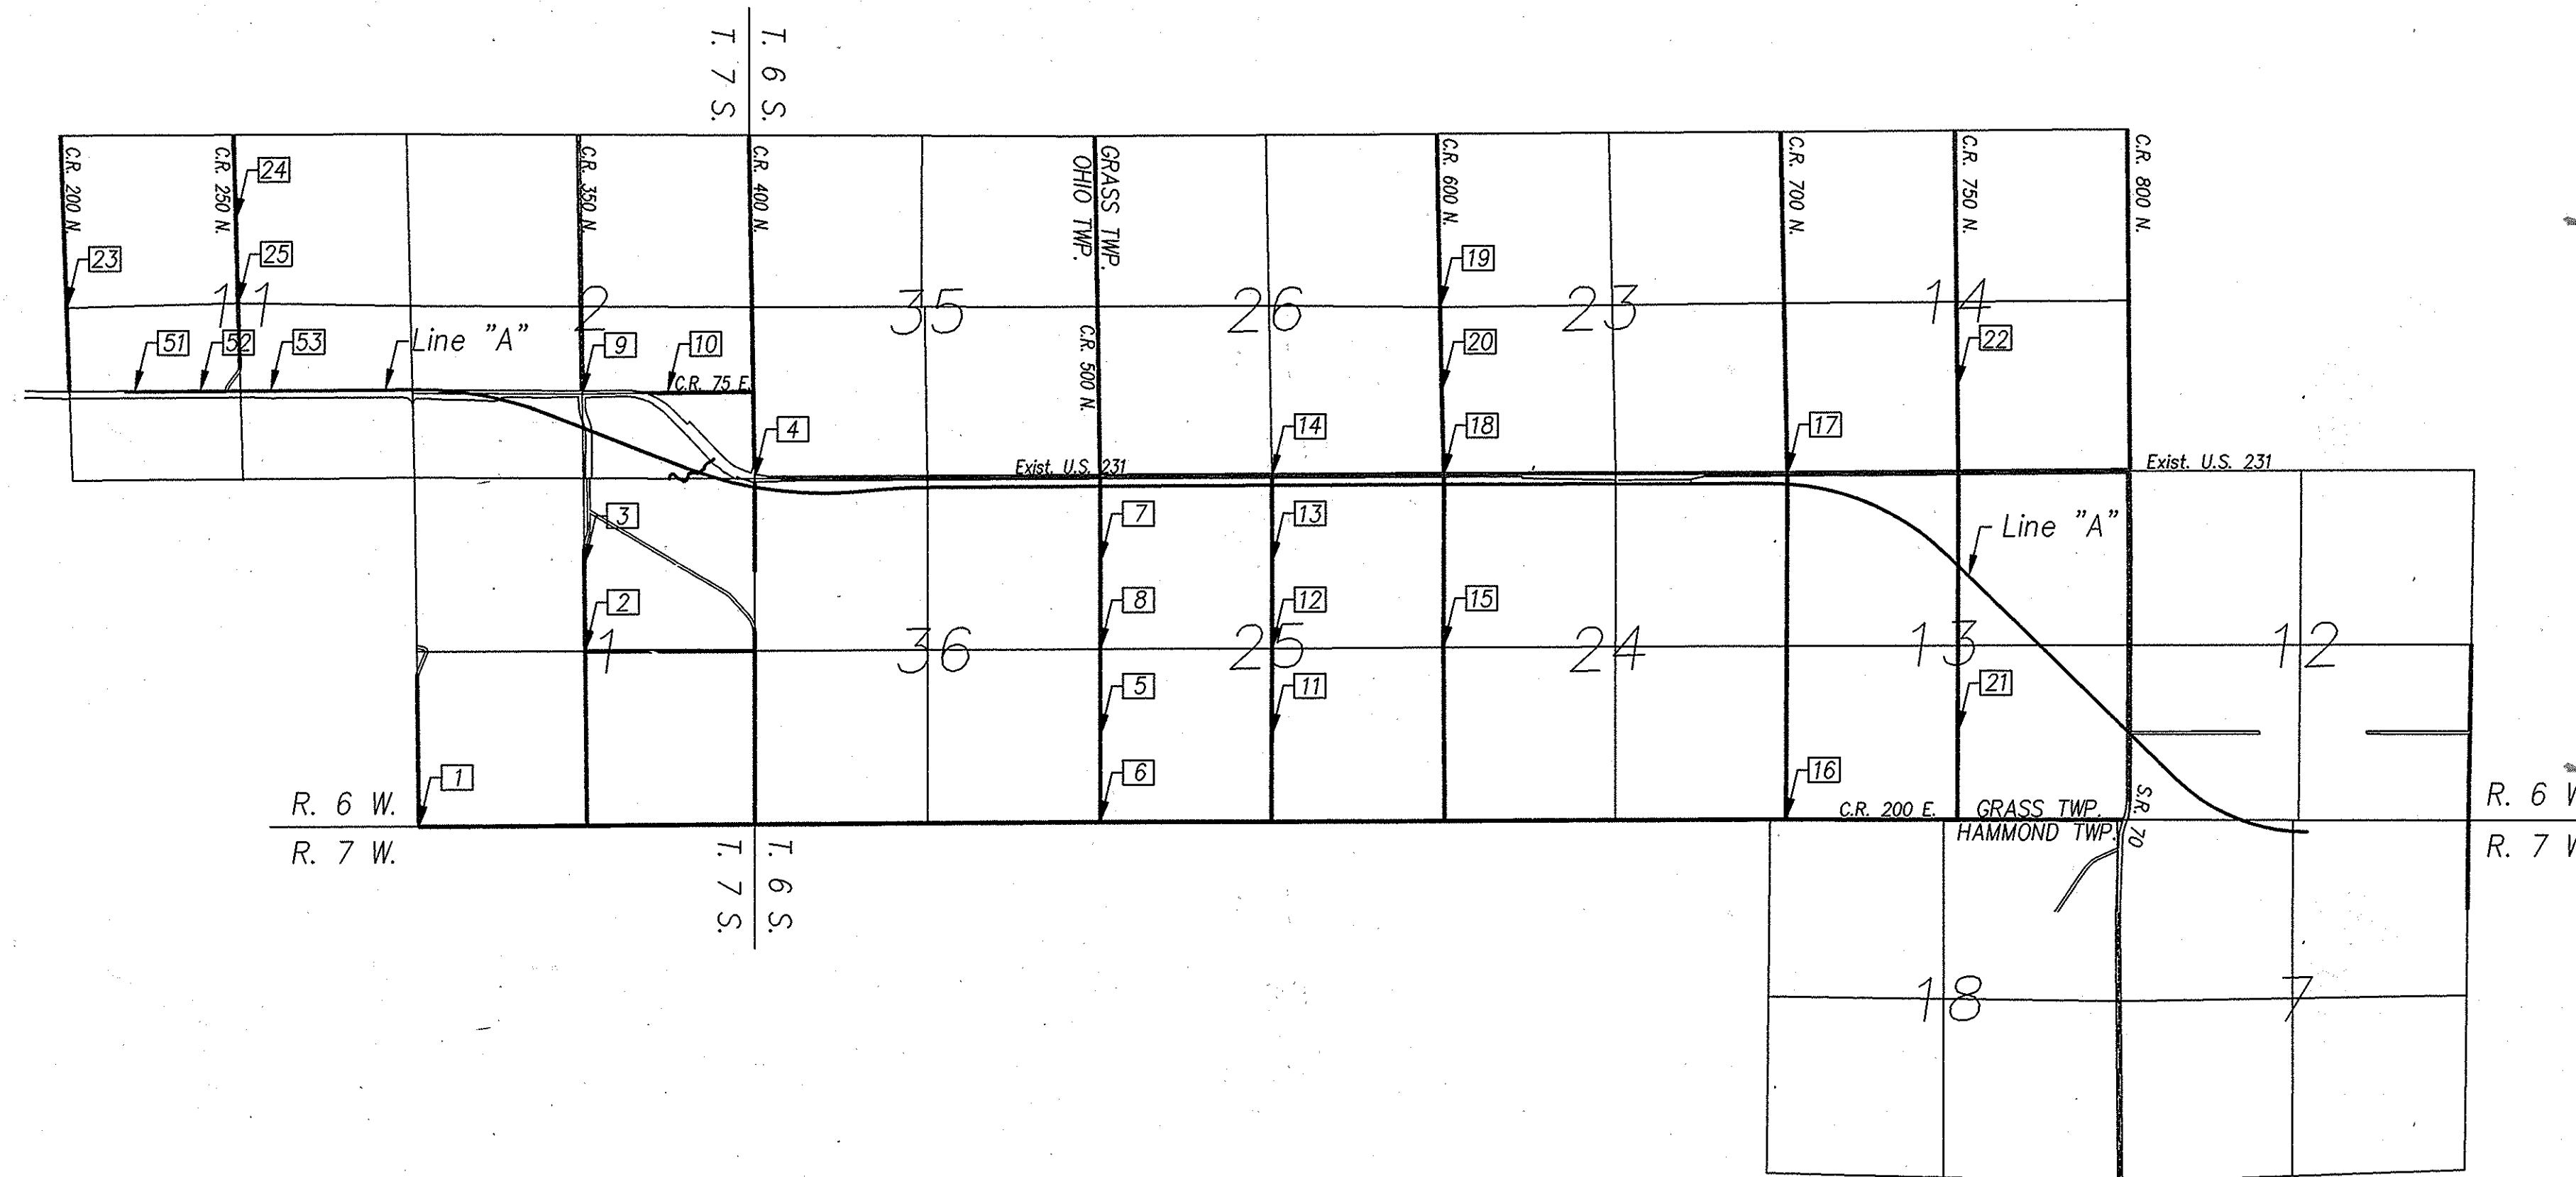 T. 6 S.
T. 7 S.
C.R. 200 N.
C.R. 250 N.
C.R. 350 N.
C.R. 400 N.
GRASS TWP.
OHIO TWP.
C.R. 600 N.
C.R. 700 N.
C.R. 750 N.
C.R. 800 N.
24
23
25
19
11
2
35
26
23
14
51
52
53
Line "A"
9
10
C.R. 75 E.
C.R. 500 N.
20
22
4
14
18
17
Exist. U.S. 231
Exist. U.S. 231
3
7
13
Line "A"
2
8
12
15
1
36
25
24
13
12
5
11
21
1
6
16
R. 6 W.
R. 7 W.
C.R. 200 E.
GRASS TWP.
HAMMOND TWP.
S.R. 70
R. 6 W
R. 7 W
T. 6 S.
T. 7 S.
18
7